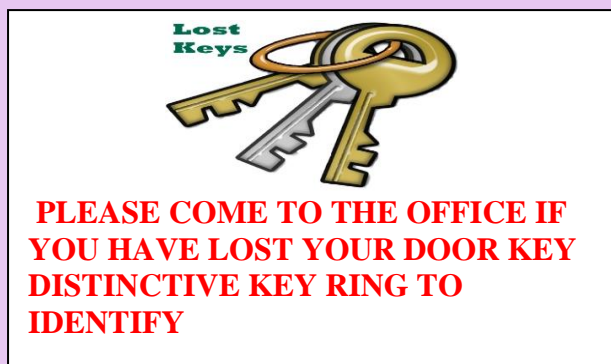 Lost
Keys
PLEASE COME TO THE OFFICE IF
YOU HAVE LOST YOUR DOOR KEY
DISTINCTIVE KEY RING TO
IDENTIFY